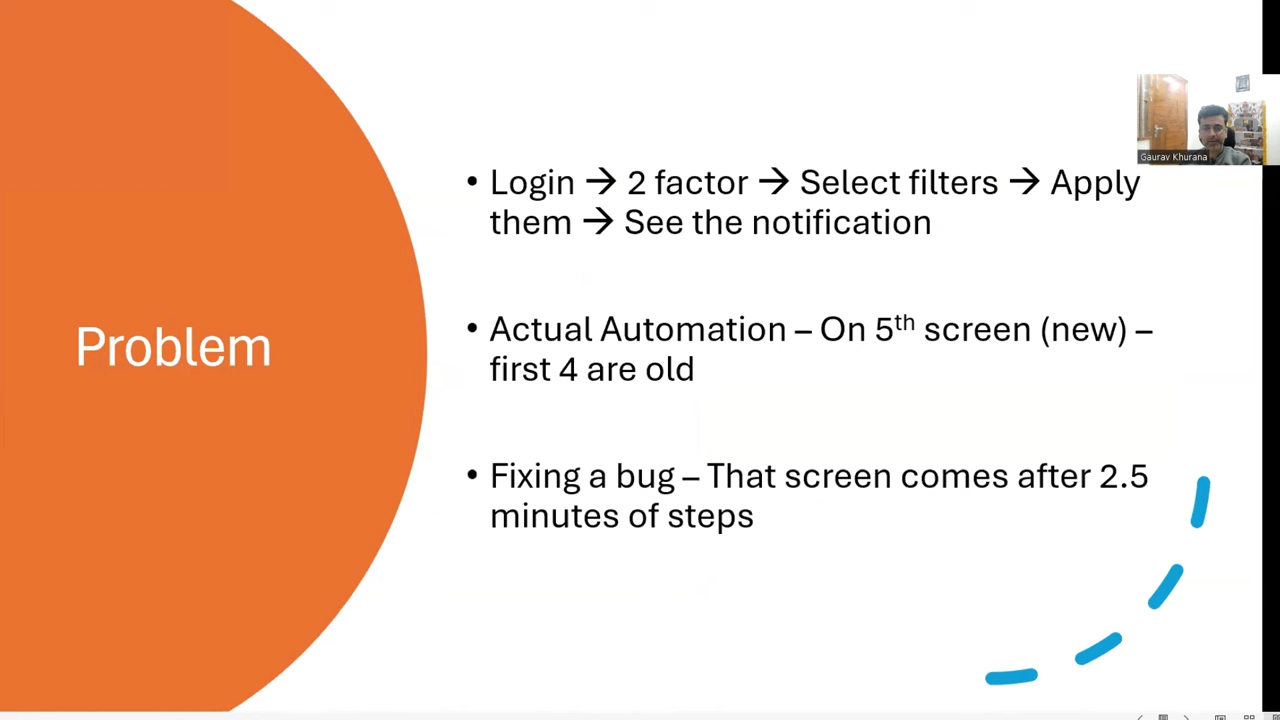 Problem
• Login → 2 factor → Select filters → Apply
them → See the notification
• Actual Automation – On 5th screen (new) –
first 4 are old
• Fixing a bug – That screen comes after 2.5
minutes of steps
Gaurav Khurana